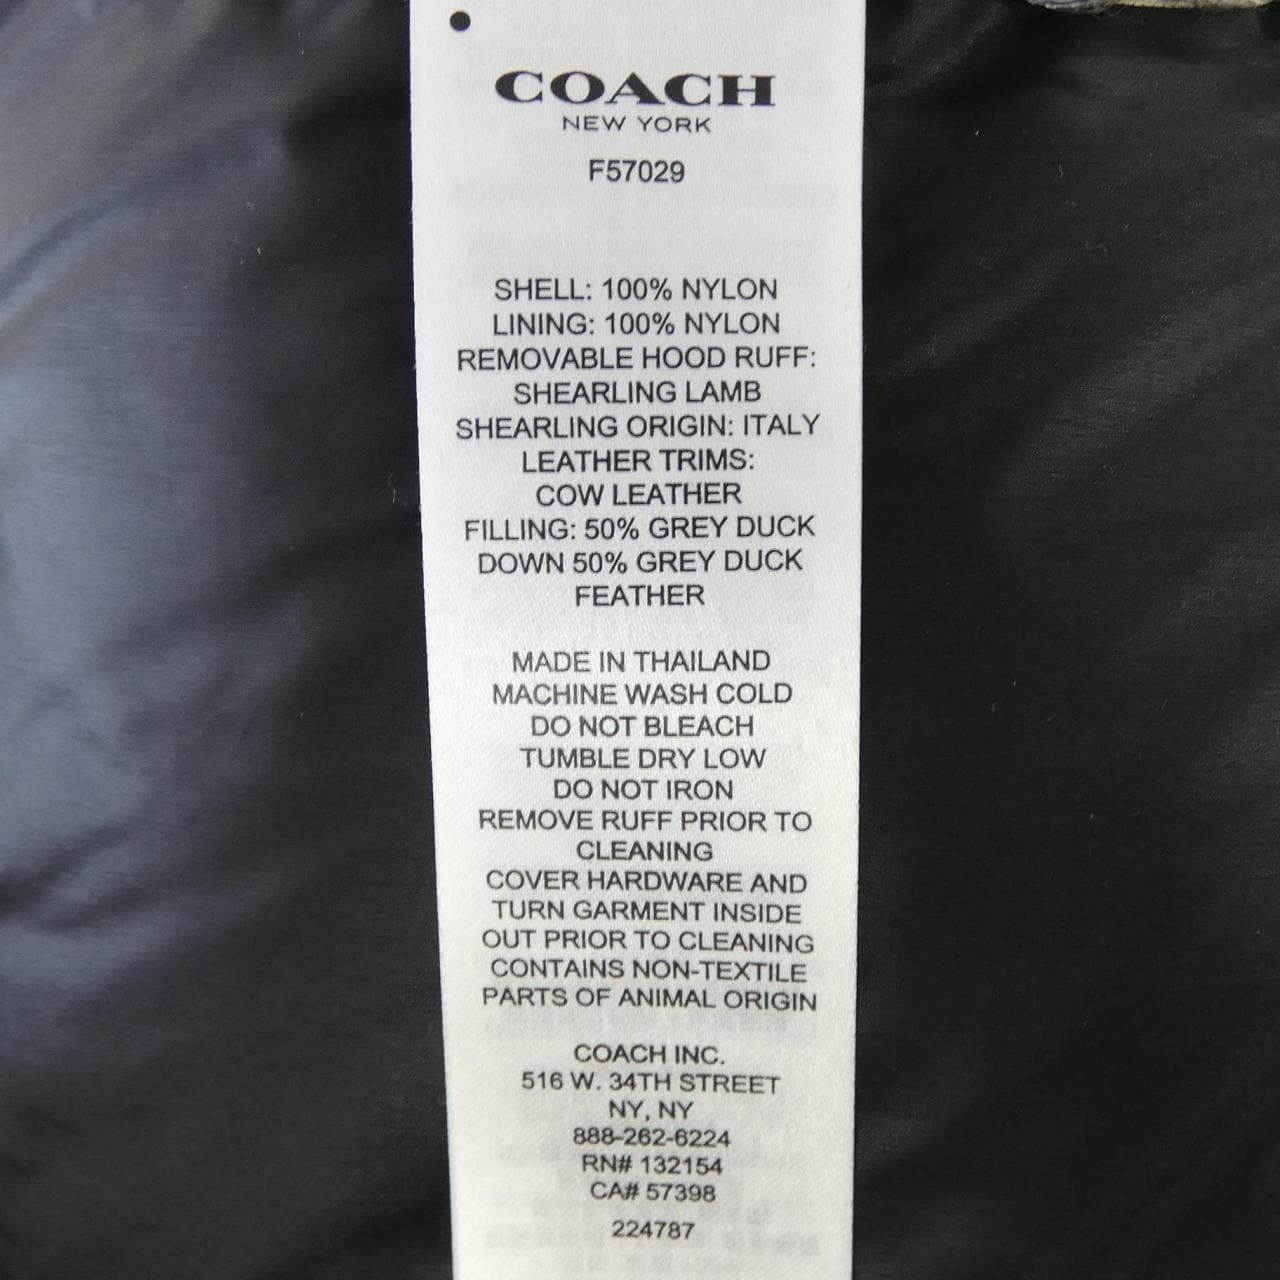 COACH
NEW YORK
F57029
SHELL: 100% NYLON
LINING: 100% NYLON
REMOVABLE HOOD RUFF:
SHEARLING LAMB
SHEARLING ORIGIN: ITALY
LEATHER TRIMS:
COW LEATHER
FILLING: 50% GREY DUCK
DOWN 50% GREY DUCK
FEATHER
MADE IN THAILAND
MACHINE WASH COLD
DO NOT BLEACH
TUMBLE DRY LOW
DO NOT IRON
REMOVE RUFF PRIOR TO
CLEANING
COVER HARDWARE AND
TURN GARMENT INSIDE
OUT PRIOR TO CLEANING
CONTAINS NON-TEXTILE
PARTS OF ANIMAL ORIGIN
COACH INC.
516 W. 34TH STREET
NY, NY
888-262-6224
RN# 132154
CA# 57398
224787